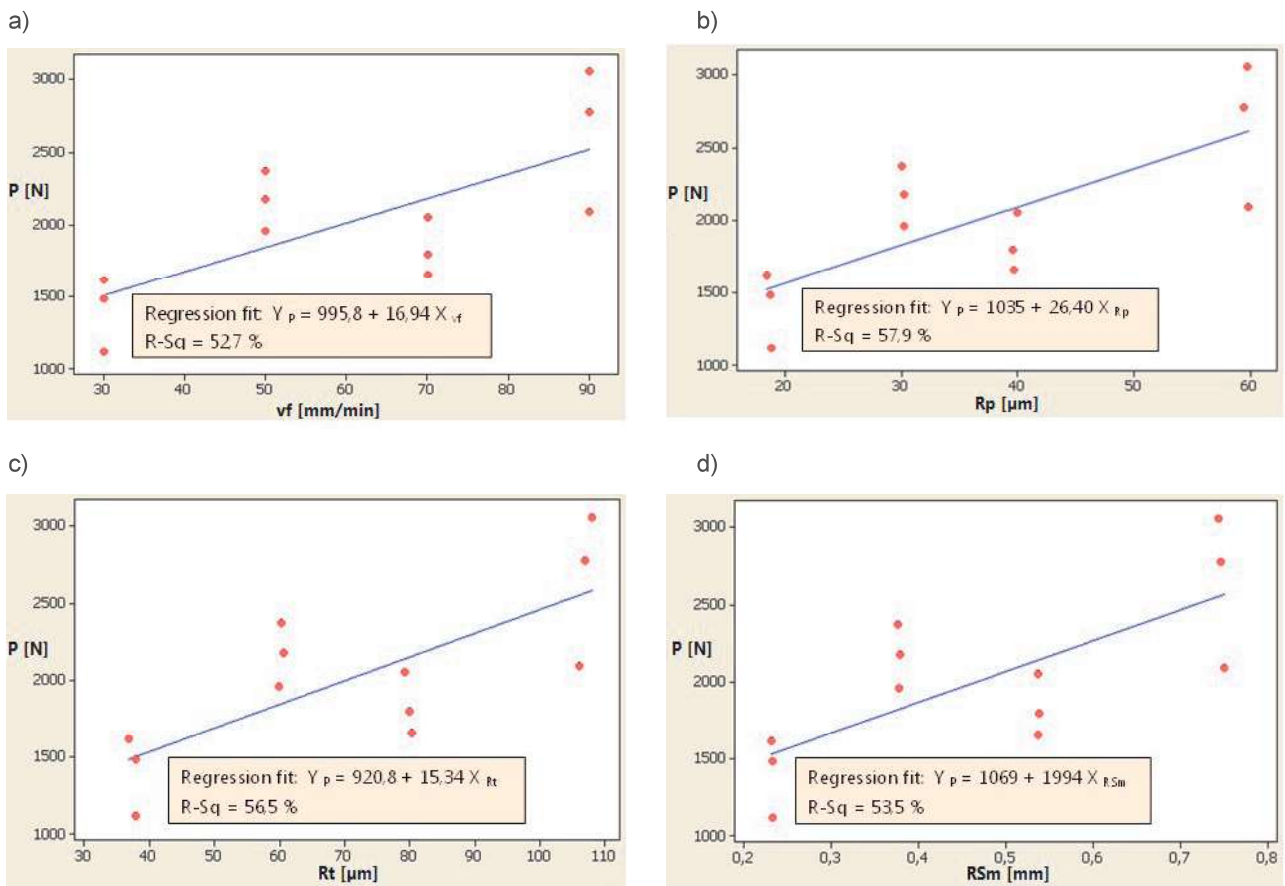 a)
3000
2500
P [N]
2000
1500
1000
Regression fit: Y P = 995,8 + 16,94 X vf
R-Sq = 52,7 %
30 40 50 60 70 80 90
vf [mm/min]
b)
3000
2500
P [N]
2000
1500
1000
Regression fit: Y P = 1035 + 26,40 X Rp
R-Sq = 57,9 %
20 30 40 50 60
Rp [µm]
c)
3000
2500
P [N]
2000
1500
1000
Regression fit: Y P = 920,8 + 15,34 X Rt
R-Sq = 56,5 %
30 40 50 60 70 80 90 100 110
Rt [µm]
d)
3000
2500
P [N]
2000
1500
1000
Regression fit: Y P = 1069 + 1994 X RSm
R-Sq = 53,5 %
0,2 0,3 0,4 0,5 0,6 0,7 0,8
RSm [mm]